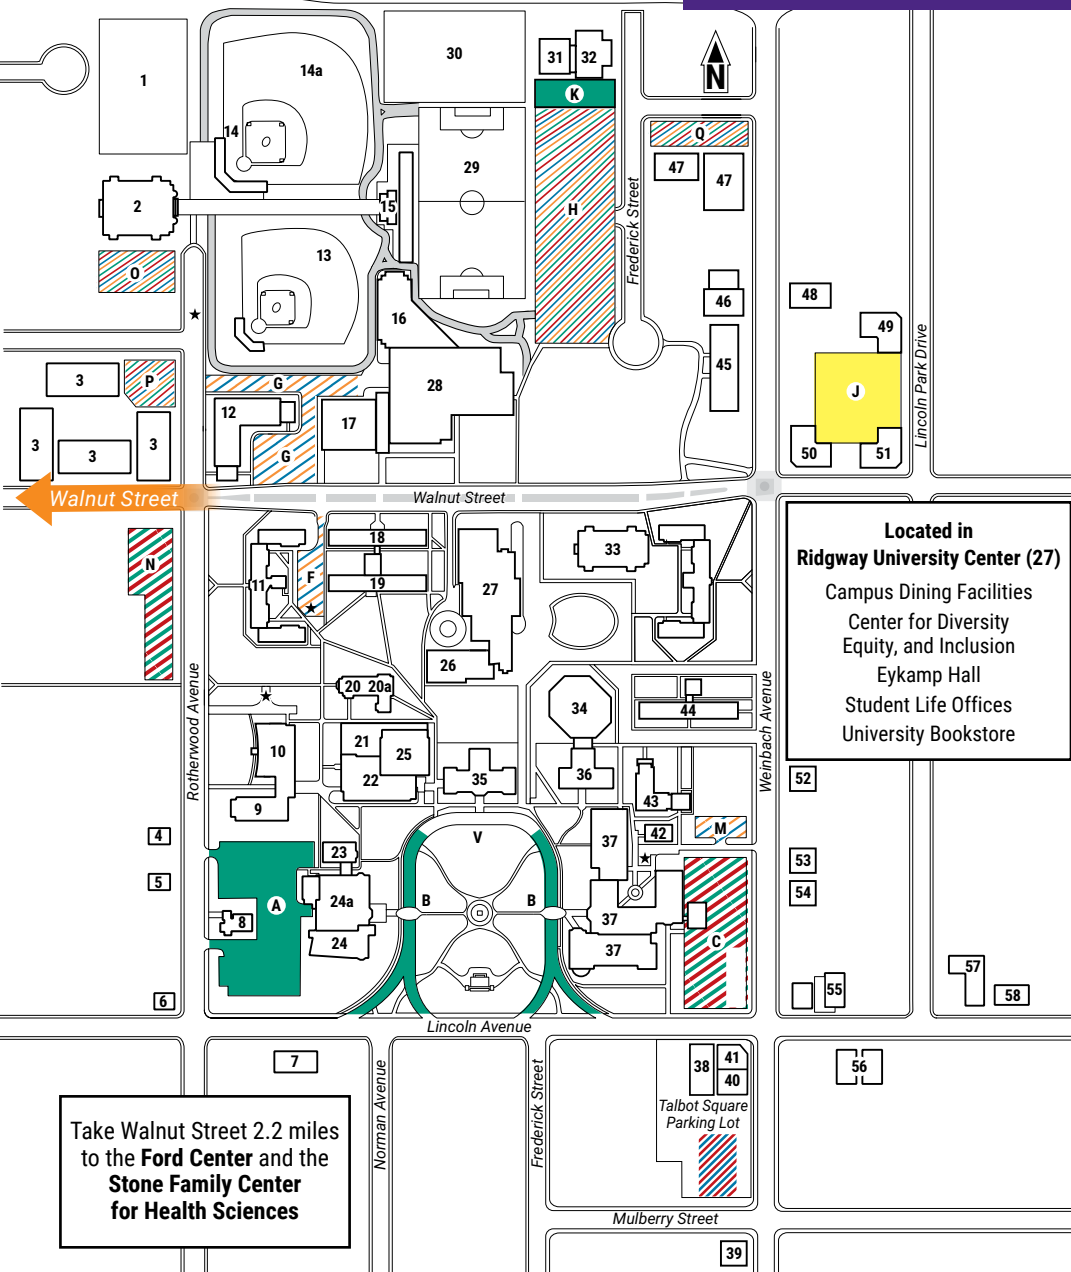 30
31
32
14a
1
N
K
14
Q
29
47
47
2
15
H
Frederick Street
13
O
48
46
16
49
Lincoln Park Drive
45
28
3
P
G
J
12
17
3
3
3
G
50
51
Walnut Street
Walnut Street
Located in
Ridgway University Center (27)
Campus Dining Facilities
Center for Diversity
Equity, and Inclusion
Eykamp Hall
Student Life Offices
University Bookstore
18
33
N
F
19
11
27
26
20
20a
34
44
Rotherwood Avenue
Weinbach Avenue
21
25
10
22
35
36
52
9
43
4
V
37
42
M
23
53
5
54
24a
B
B
A
8
37
C
24
37
57
55
58
6
Lincoln Avenue
7
38
41
40
56
Norman Avenue
Frederick Street
Talbot Square
Parking Lot
Take Walnut Street 2.2 miles
to the Ford Center and the
Stone Family Center
for Health Sciences
Mulberry Street
39